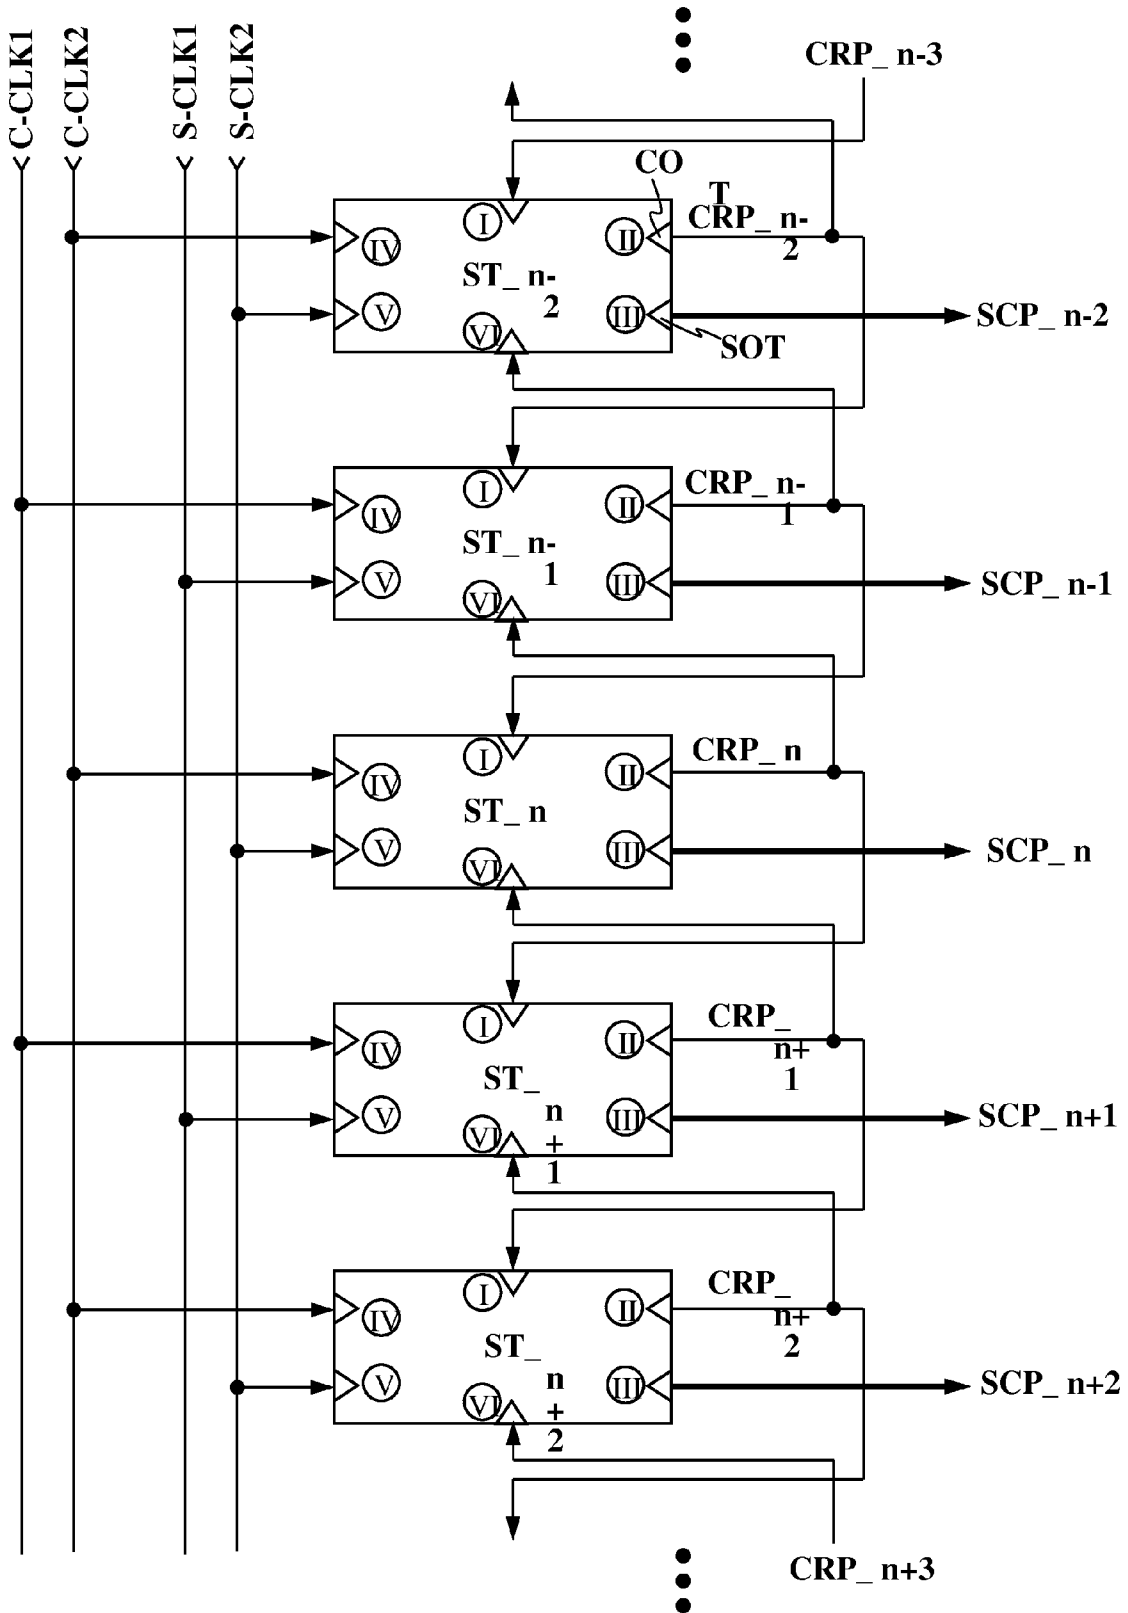 C-CLK1
C-CLK2
S-CLK1
S-CLK2
CRP_ n-3
CO
T
CRP_ n-
2
I
II
IV
ST_ n-
2
V
VI
III
SOT
SCP_ n-2
I
II
CRP_ n-
1
IV
ST_ n-
1
V
VI
III
SCP_ n-1
I
II
CRP_ n
IV
ST_ n
V
VI
III
SCP_ n
I
II
CRP_
n+
1
IV
ST_
n
+
1
V
VI
III
SCP_ n+1
I
II
CRP_
n+
2
IV
ST_
n
+
2
V
VI
III
SCP_ n+2
CRP_ n+3